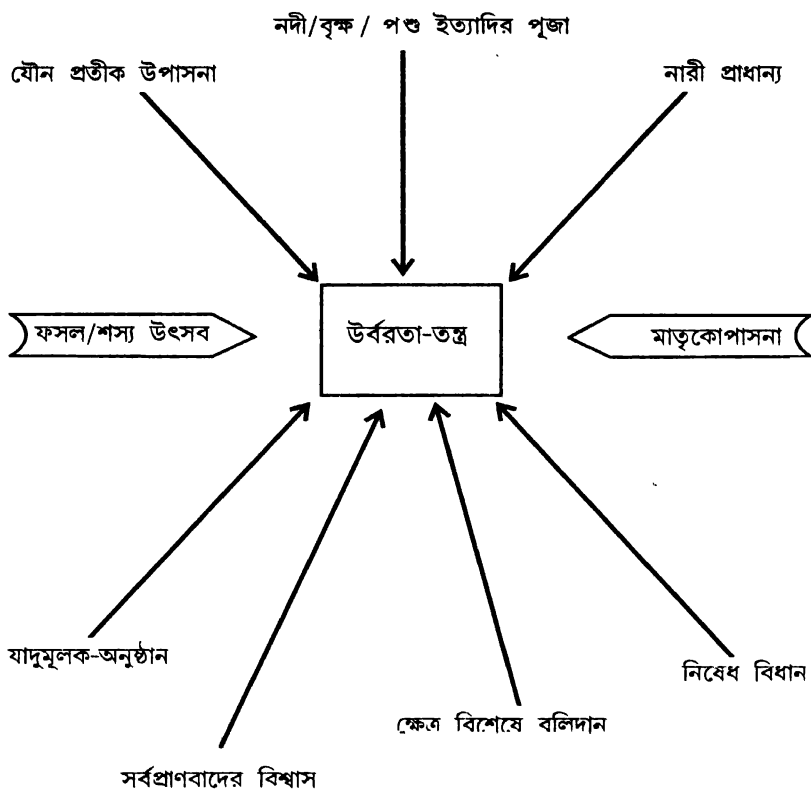 নদী/বৃক্ষ / পশু ইত্যাদির পূজা
যৌন প্রতীক উপাসনা
নারী প্রাধান্য
ফসল/শস্য উৎসব
উর্বরতা-তন্ত্র
মাতৃকোপাসনা
যাদুমূলক-অনুষ্ঠান
নিষেধ বিধান
ক্ষেত্র বিশেষে বলিদান
সর্বপ্রাণবাদের বিশ্বাস